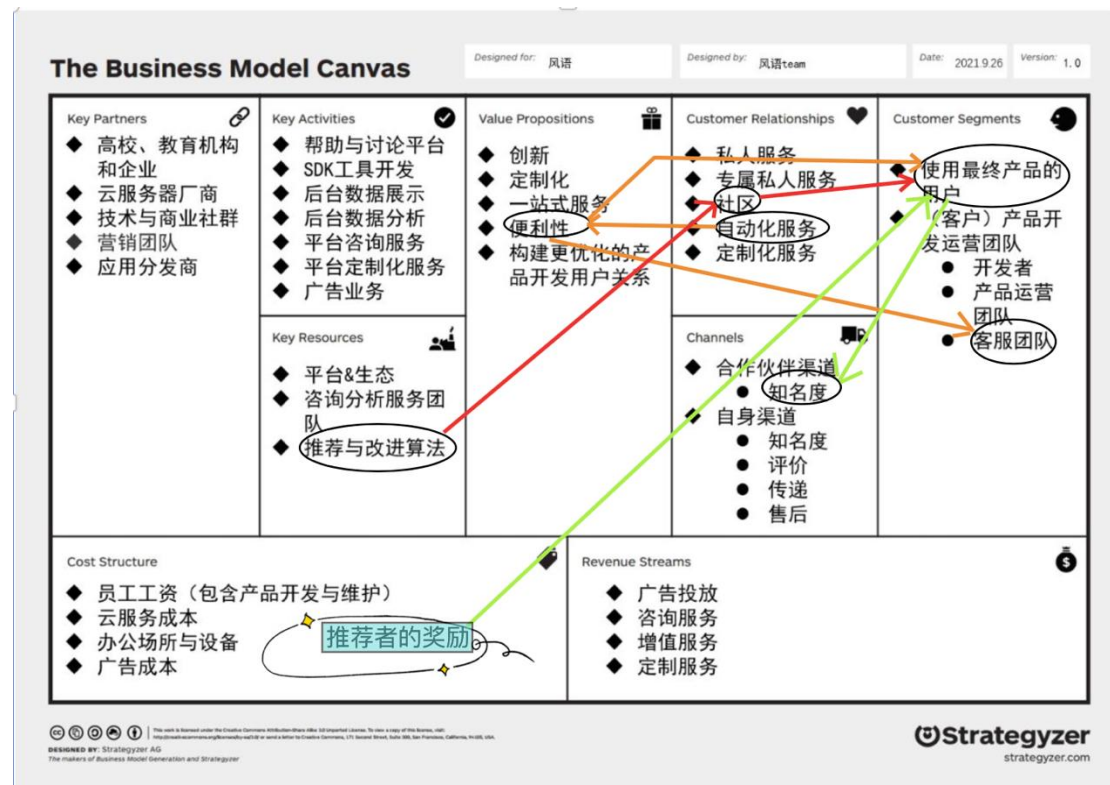 The Business Model Canvas
Designed for:
风语
Designed by:
风语team
Date:
2021.9.26
Version:
1.0
Key Partners
◆ 高校、教育机构
和企业
◆ 云服务器厂商
◆ 技术与商业社群
◆ 营销团队
◆ 应用分发商
Key Activities
◆ 帮助与讨论平台
◆ SDK工具开发
◆ 后台数据展示
◆ 后台数据分析
◆ 平台咨询服务
◆ 平台定制化服务
◆ 广告业务
Key Resources
◆ 平台&生态
◆ 咨询分析服务团
队
◆ 推荐与改进算法
Value Propositions
◆ 创新
◆ 定制化
◆ 一站式服务
◆ 便利性
◆ 构建更优化的产
品开发用户关系
Customer Relationships
◆ 私人服务
◆ 专属私人服务
◆ 社区
◆ 自动化服务
◆ 定制化服务
Channels
◆ 合作伙伴渠道
● 知名度
◆ 自身渠道
● 知名度
● 评价
● 传递
● 售后
Customer Segments
◆ 使用最终产品的
用户
◆ （客户）产品开
发运营团队
● 开发者
● 产品运营
团队
● 客服团队
Cost Structure
◆ 员工工资（包含产品开发与维护）
◆ 云服务成本
◆ 办公场所与设备
◆ 广告成本
推荐者的奖励
Revenue Streams
◆ 广告投放
◆ 咨询服务
◆ 增值服务
◆ 定制服务
DESIGNED BY: Strategyzer AG
The makers of Business Model Generation and Strategyzer
Strategyzer
strategyzer.com